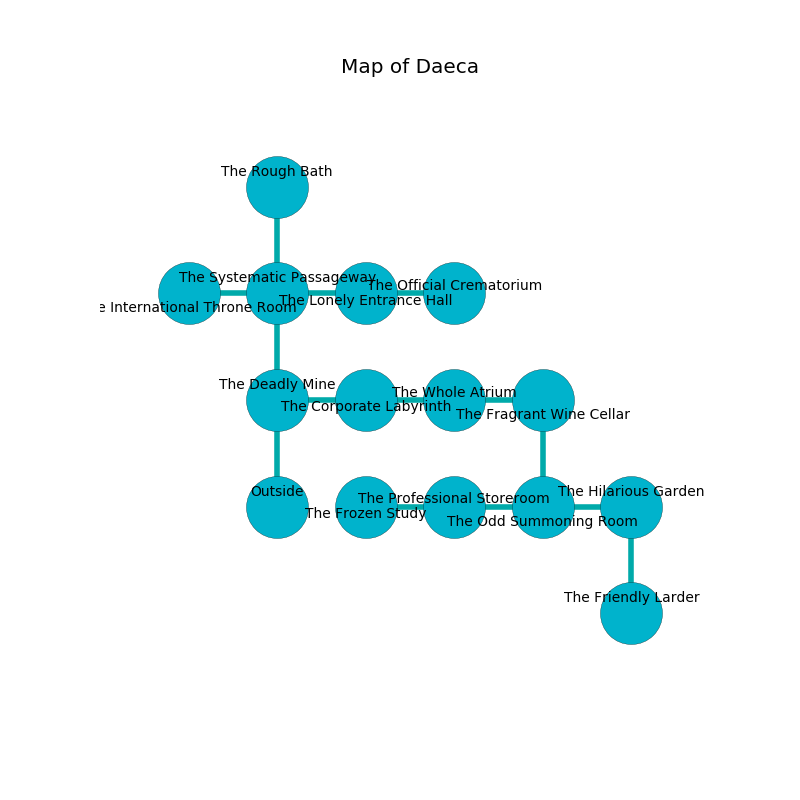 Map of Daeca
The Rough Bath
The Systematic Passageway
The Official Crematorium
The Lonely Entrance Hall
e International Throne Room
The Deadly Mine
The Whole Atrium
The Corporate Labyrinth
The Fragrant Wine Cellar
Outside
The Hilarious Garden
The Professional Storeroom
The Frozen Study
The Odd Summoning Room
The Friendly Larder